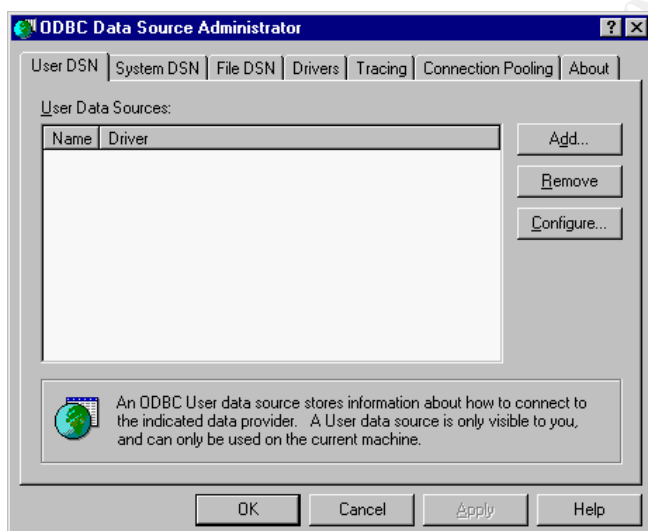 ODBC Data Source Administrator
User DSN System DSN File DSN Drivers Tracing Connection Pooling About
User Data Sources:
Name Driver
Add...
Remove
Configure...
An ODBC User data source stores information about how to connect to
the indicated data provider. A User data source is only visible to you,
and can only be used on the current machine.
OK Cancel Apply Help